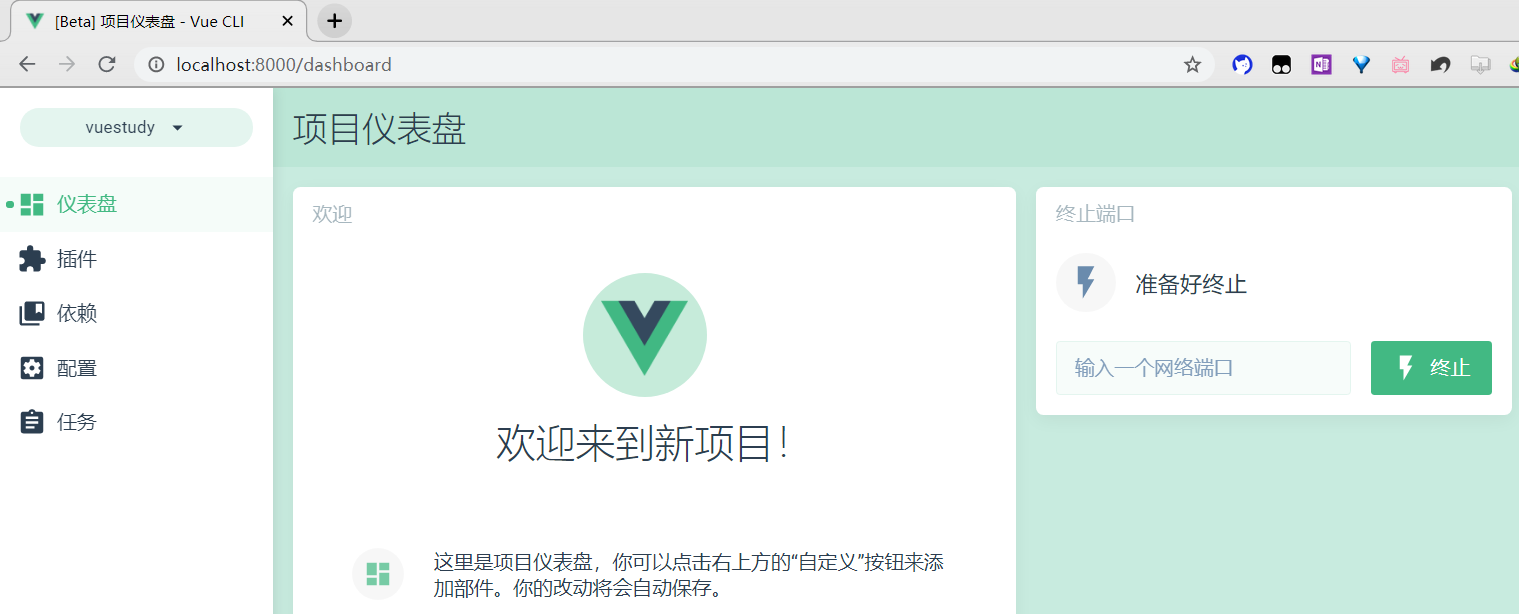 [Beta] 项目仪表盘 - Vue CLI
localhost:8000/dashboard
vuestudy
项目仪表盘
仪表盘
插件
依赖
配置
任务
欢迎
欢迎来到新项目！
这里是项目仪表盘，你可以点击右上方的“自定义”按钮来添
加部件。你的改动将会自动保存。
终止端口
准备好终止
输入一个网络端口
终止